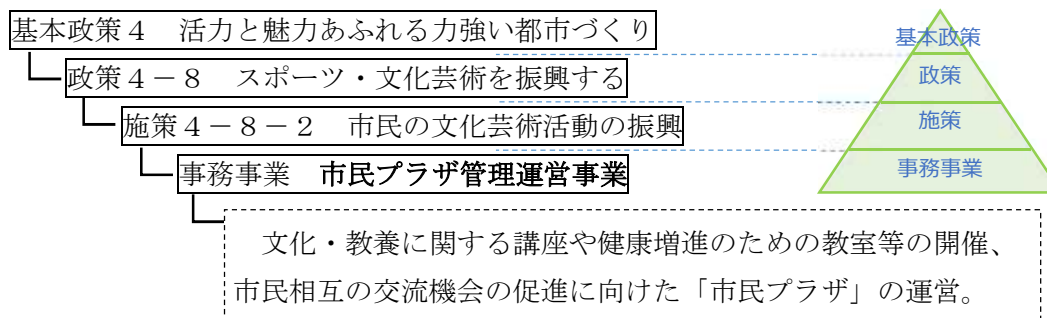 基本政策４　活力と魅力あふれる力強い都市づくり
政策４－８　スポーツ・文化芸術を振興する
施策４－８－２　市民の文化芸術活動の振興
事務事業　市民プラザ管理運営事業
文化・教養に関する講座や健康増進のための教室等の開催、
市民相互の交流機会の促進に向けた「市民プラザ」の運営。
基本政策
政策
施策
事務事業